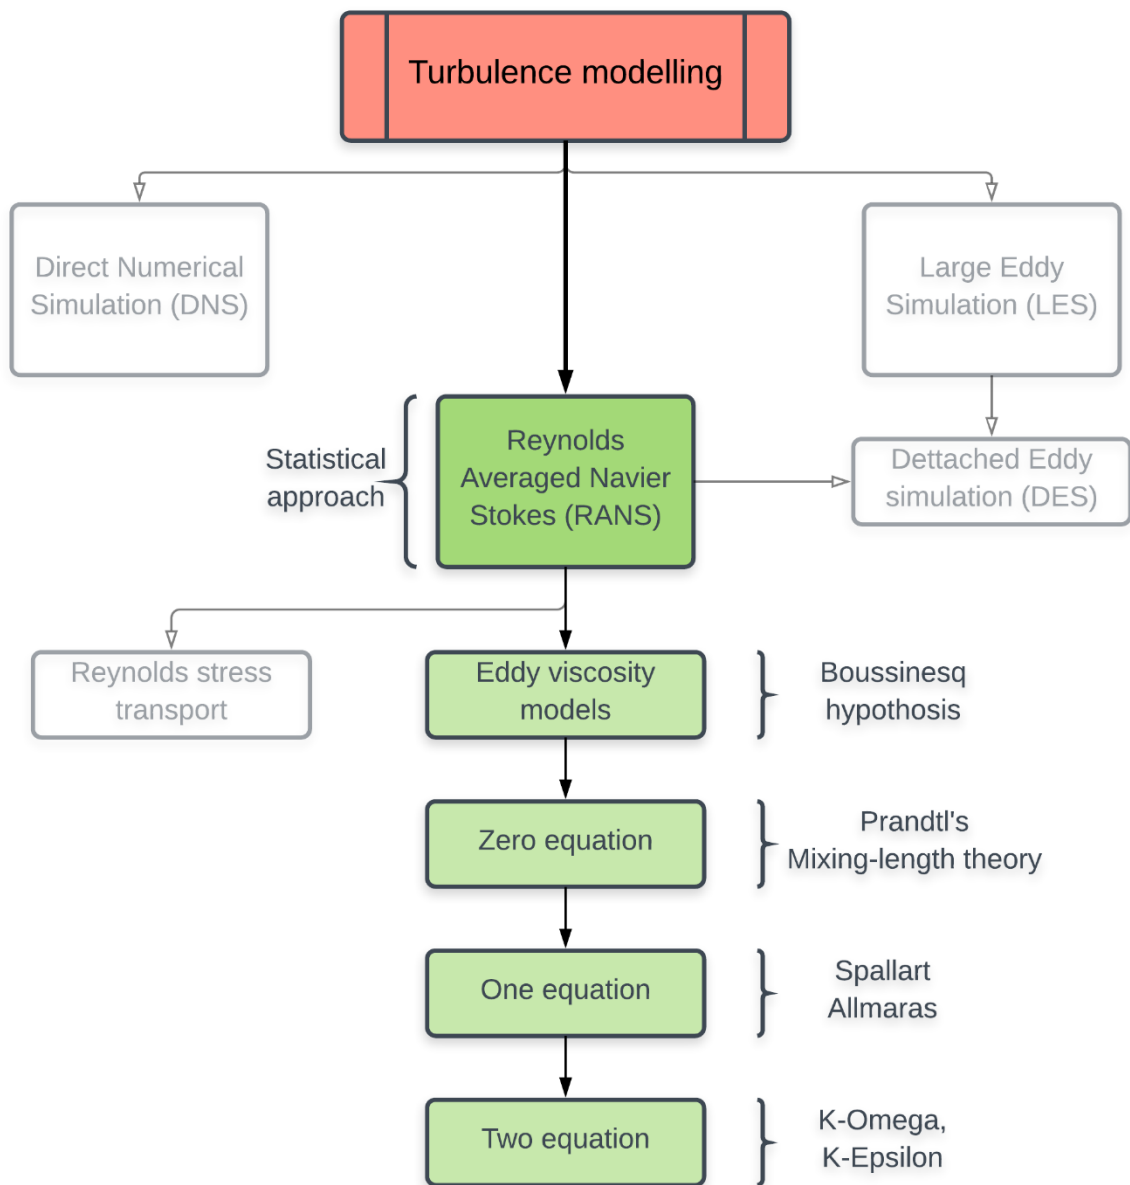 Turbulence modelling
Direct Numerical
Simulation (DNS)
Large Eddy
Simulation (LES)
Statistical
approach
Reynolds
Averaged Navier
Stokes (RANS)
Dettached Eddy
simulation (DES)
Reynolds stress
transport
Eddy viscosity
models
Boussinesq
hypothosis
Zero equation
Prandtl's
Mixing-length theory
One equation
Spallart
Allmaras
Two equation
K-Omega,
K-Epsilon